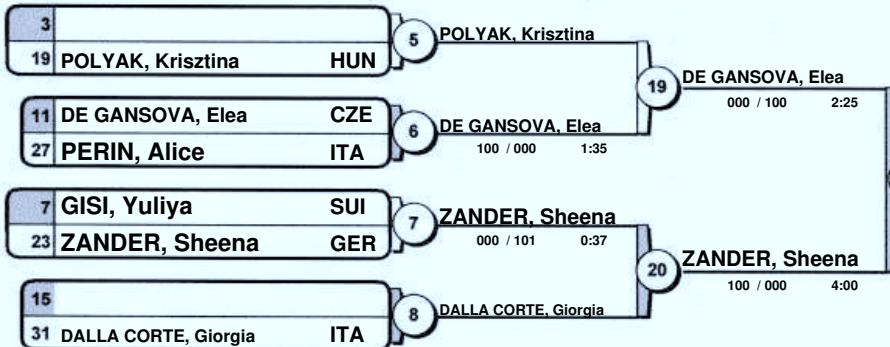 3
19 POLYAK, Krisztina HUN
5
POLYAK, Krisztina
11 DE GANSOVA, Elea CZE
27 PERIN, Alice ITA
6
DE GANSOVA, Elea
100 / 000 1:35
19
DE GANSOVA, Elea
000 / 100 2:25
7 GISI, Yuliya SUI
23 ZANDER, Sheena GER
7
ZANDER, Sheena
000 / 101 0:37
15
31 DALLA CORTE, Giorgia ITA
8
DALLA CORTE, Giorgia
20
ZANDER, Sheena
100 / 000 4:00